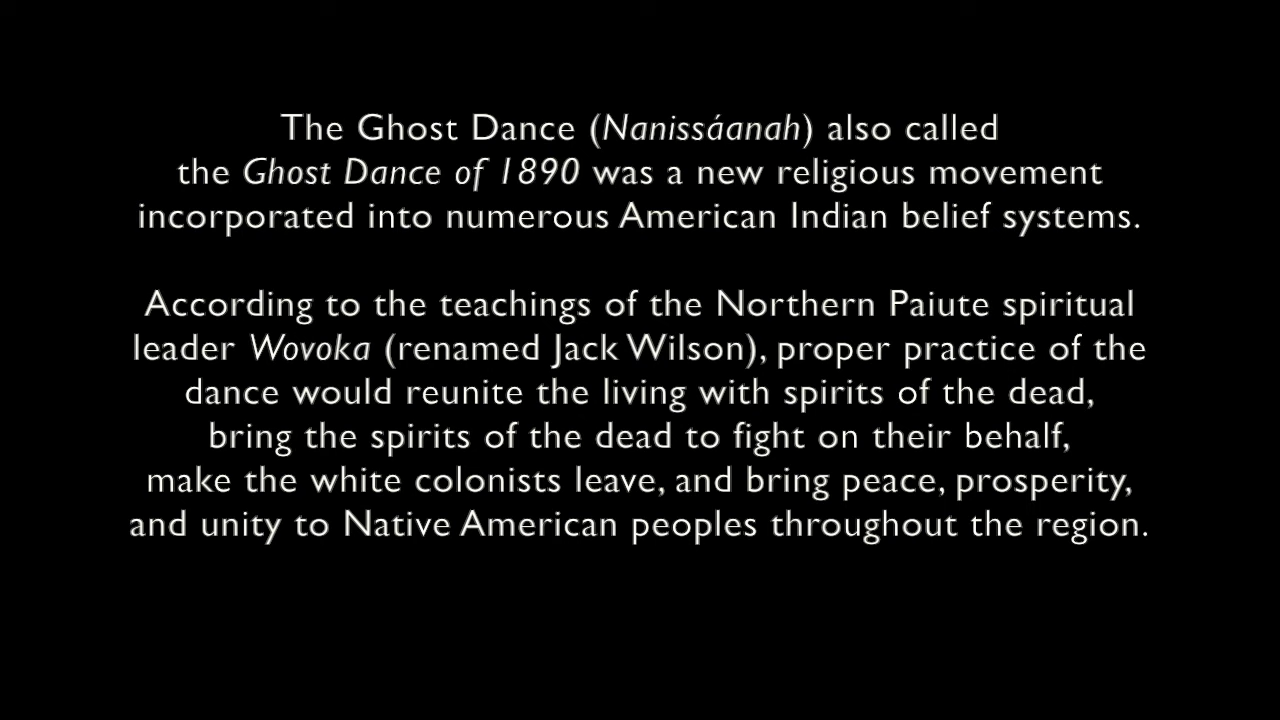 The Ghost Dance (Nanissáanah) also called
the Ghost Dance of 1890 was a new religious movement
incorporated into numerous American Indian belief systems.
According to the teachings of the Northern Paiute spiritual
leader Wovoka (renamed Jack Wilson), proper practice of the
dance would reunite the living with spirits of the dead,
bring the spirits of the dead to fight on their behalf,
make the white colonists leave, and bring peace, prosperity,
and unity to Native American peoples throughout the region.